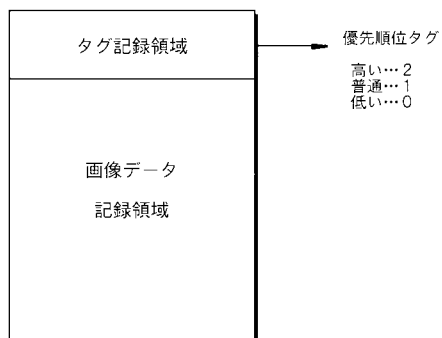 タグ記録領域
優先順位タグ
高い…2
普通…1
低い…0
画像データ
記録領域